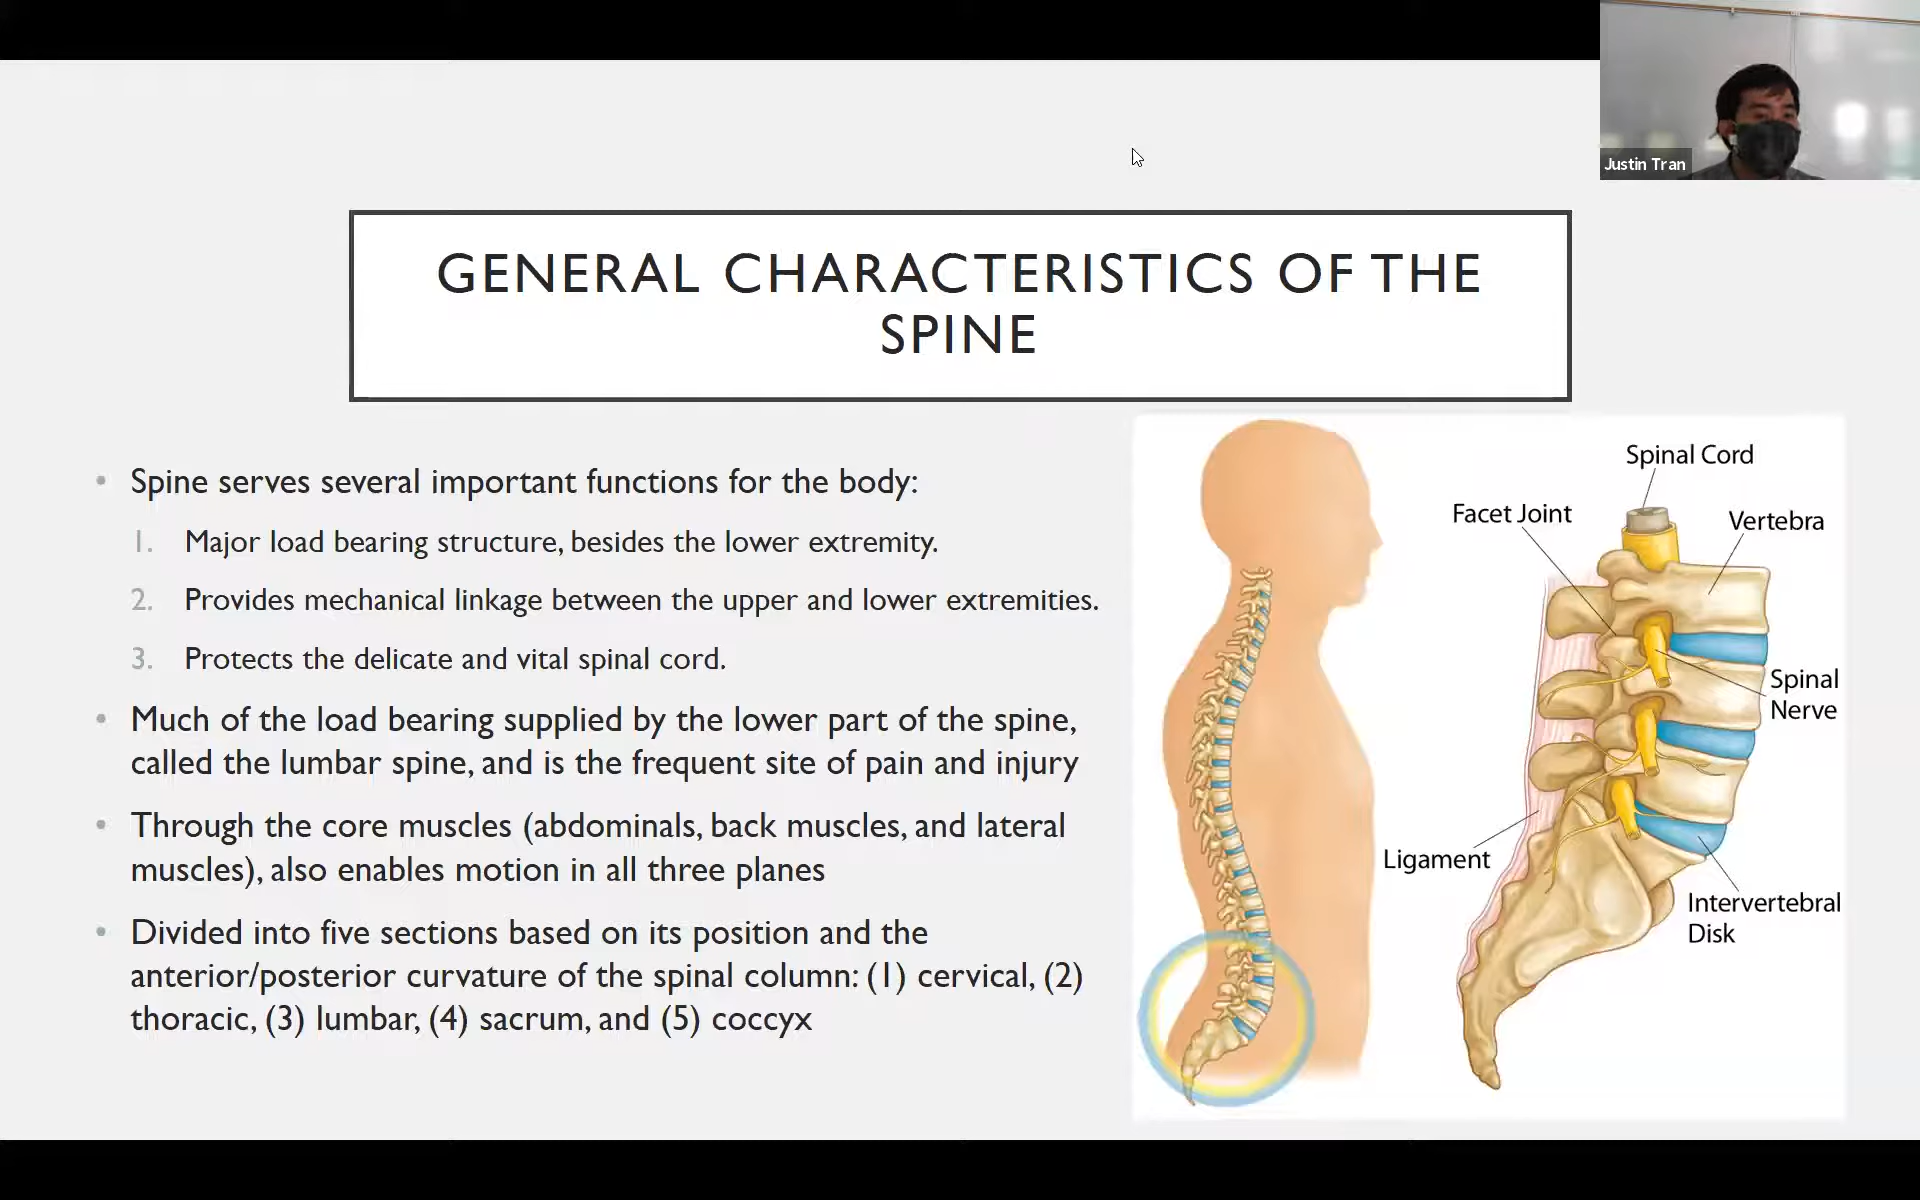 Justin Tran
GENERAL CHARACTERISTICS OF THE
SPINE
• Spine serves several important functions for the body:
1. Major load bearing structure, besides the lower extremity.
2. Provides mechanical linkage between the upper and lower extremities.
3. Protects the delicate and vital spinal cord.
• Much of the load bearing supplied by the lower part of the spine,
called the lumbar spine, and is the frequent site of pain and injury
• Through the core muscles (abdominals, back muscles, and lateral
muscles), also enables motion in all three planes
• Divided into five sections based on its position and the
anterior/posterior curvature of the spinal column: (1) cervical, (2)
thoracic, (3) lumbar, (4) sacrum, and (5) coccyx
Spinal Cord
Facet Joint
Vertebra
Spinal
Nerve
Ligament
Intervertebral
Disk